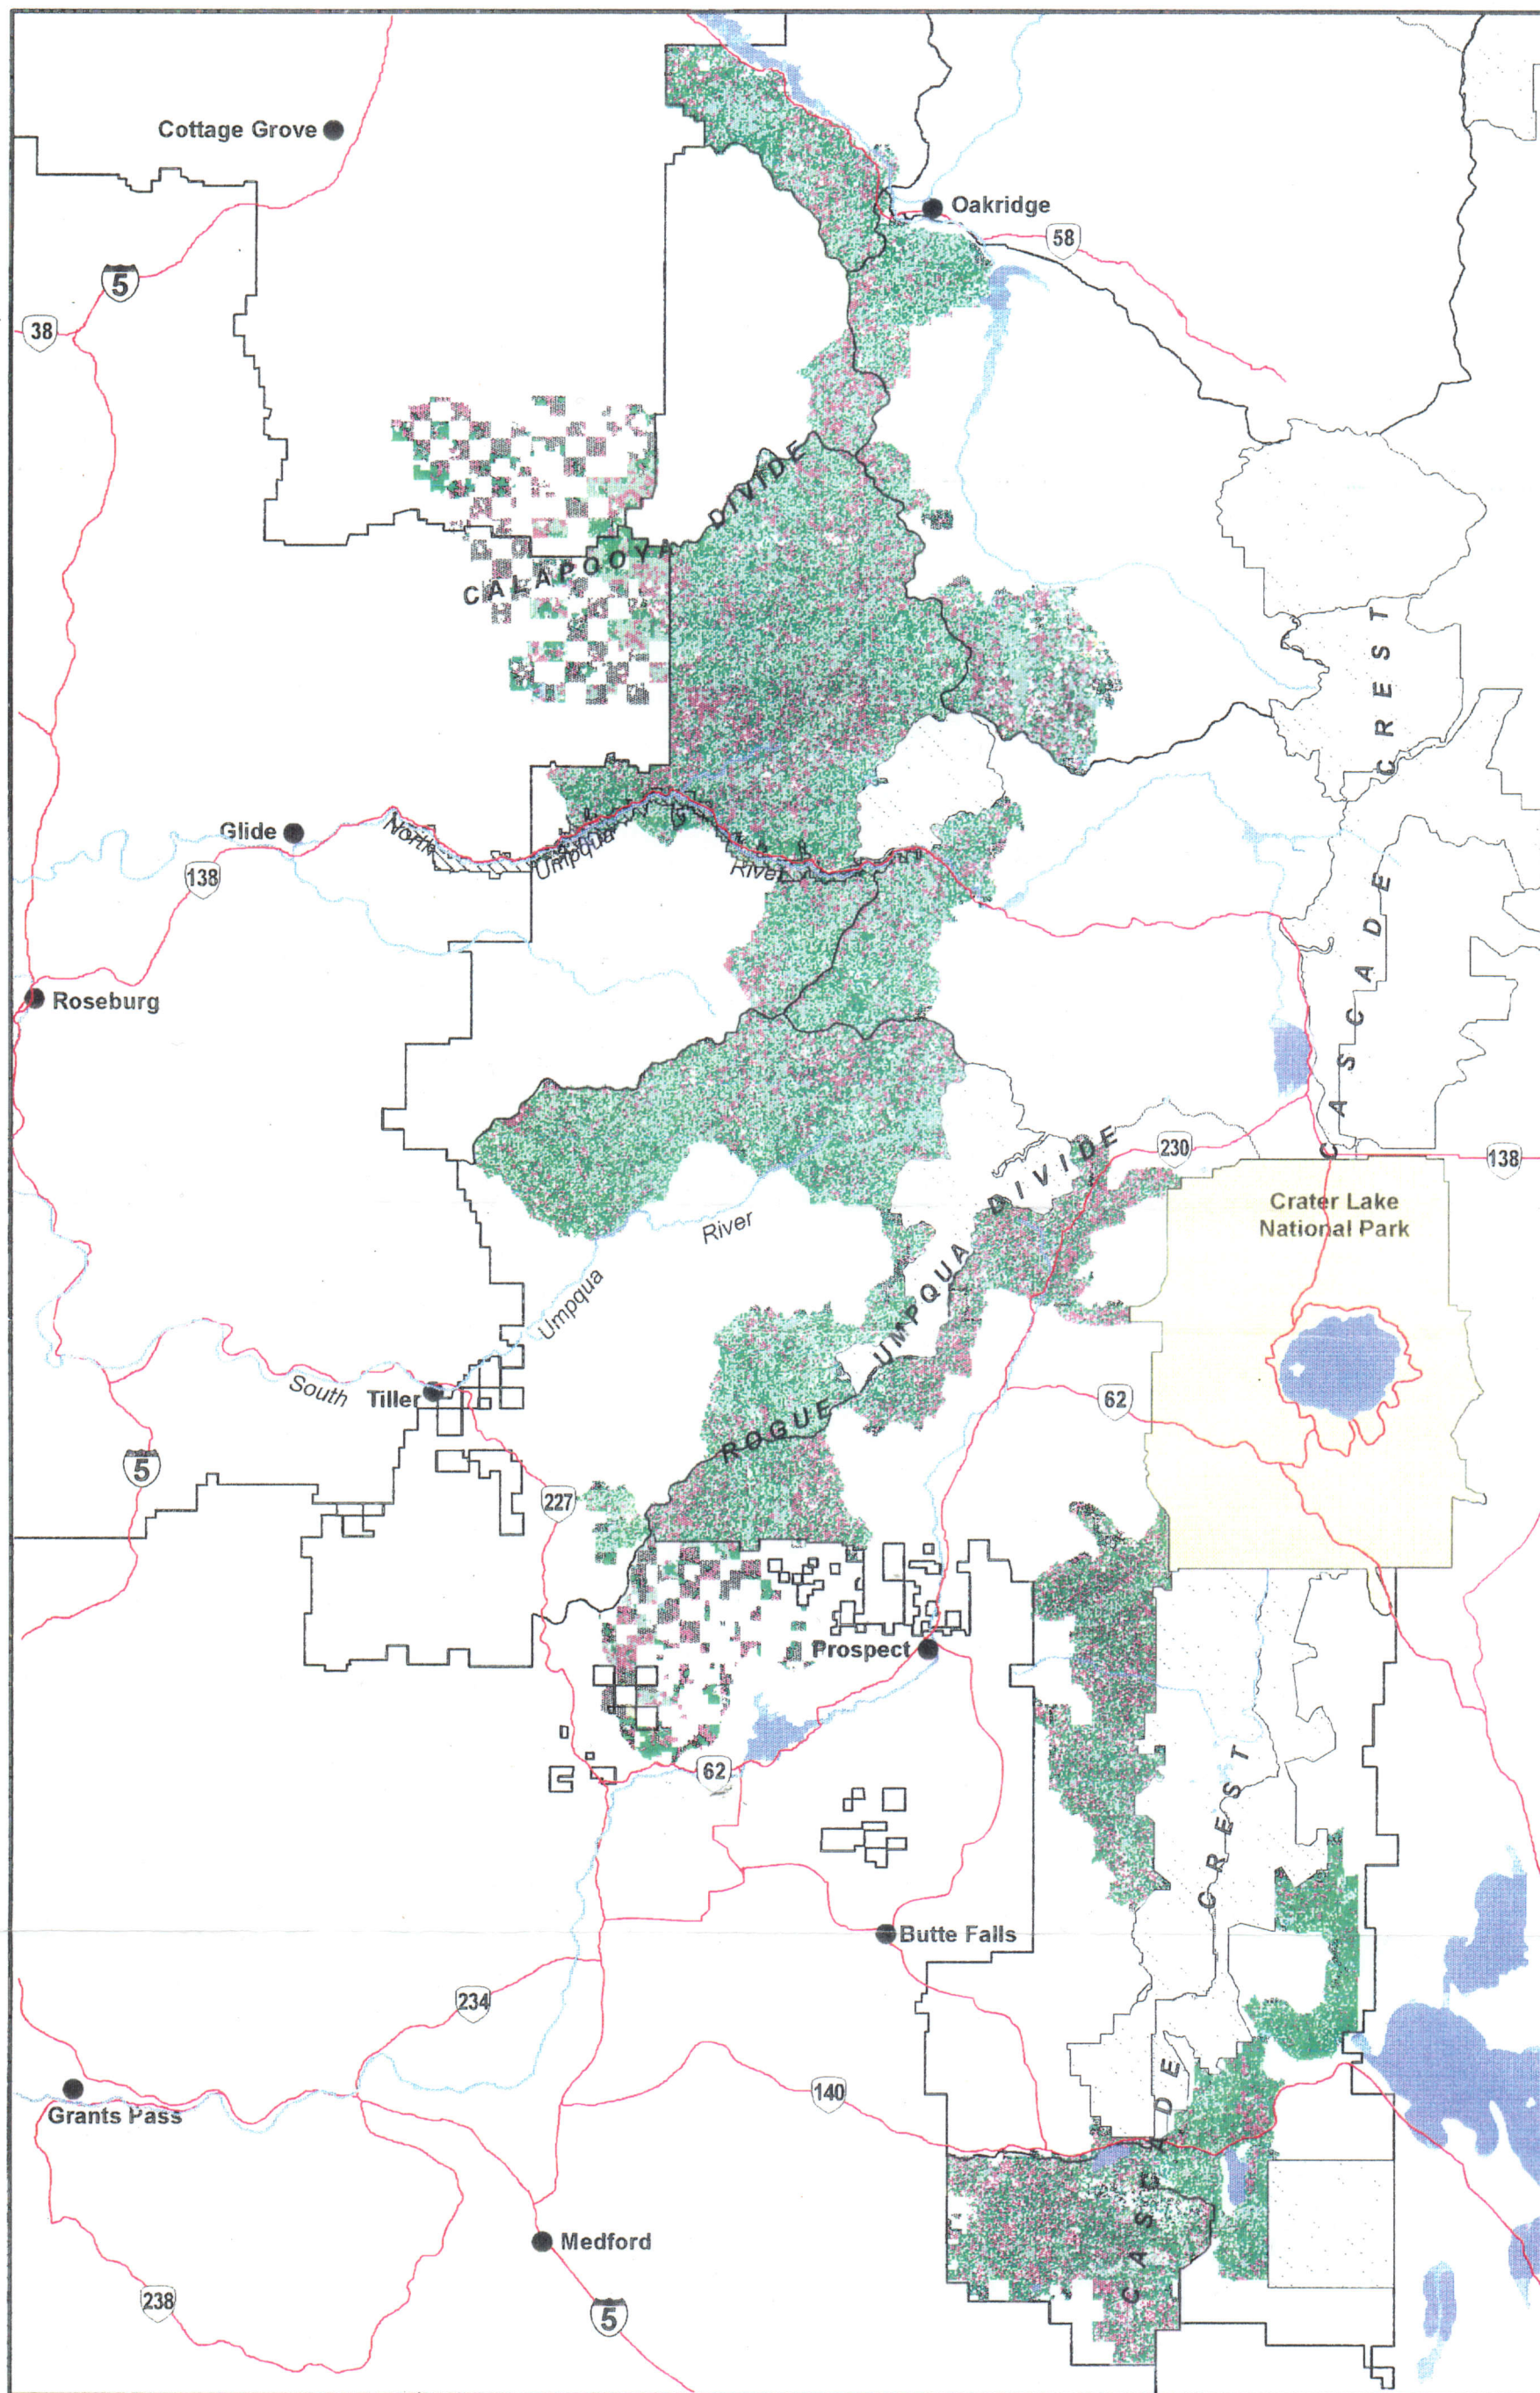 Cottage Grove
Oakridge
58
5
38
CALAPOOYA DIVIDE
CASCADE CREST
Glide
North
Umpqua
River
138
Roseburg
230
138
Crater Lake
National Park
ROGUE UMPQUA DIVIDE
River
Umpqua
South
Tiller
62
5
227
Prospect
62
CASCADE CREST
Butte Falls
234
140
Grants Pass
Medford
238
5